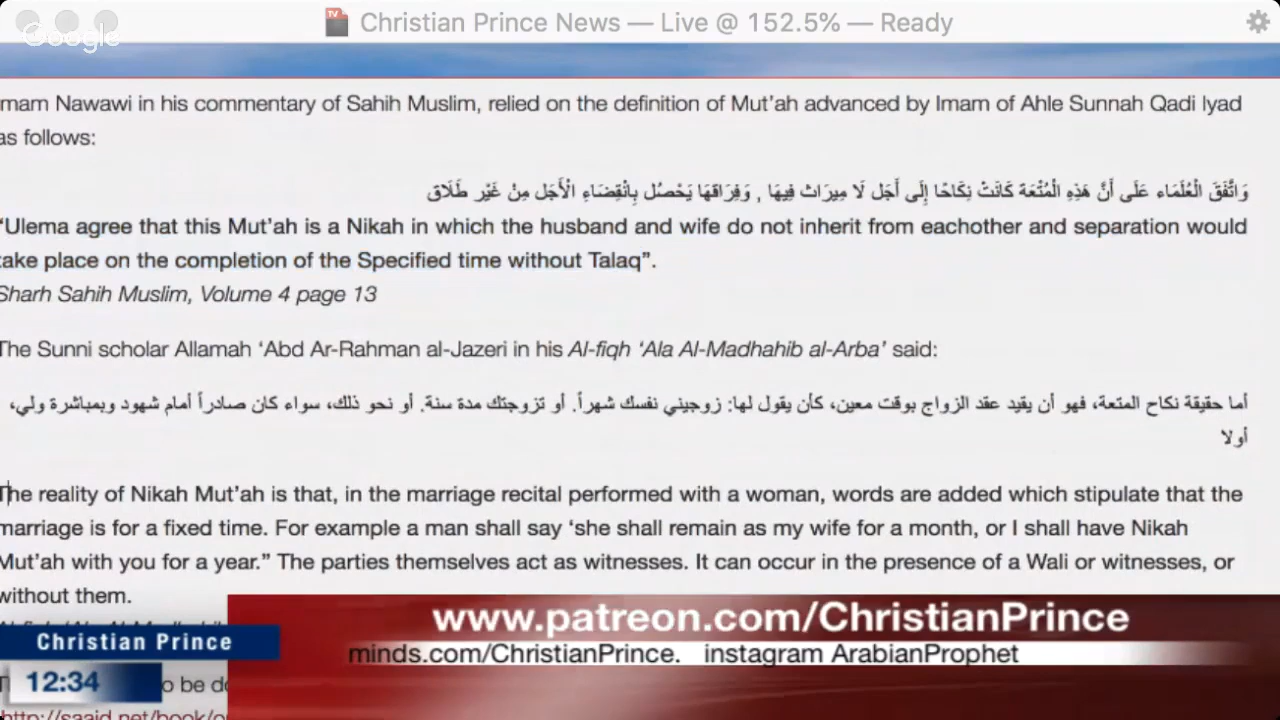 Google
TV
Christian Prince News — Live @ 152.5% — Ready
mam Nawawi in his commentary of Sahih Muslim, relied on the definition of Mut'ah advanced by Imam of Ahle Sunnah Qadi Iyad
as follows:
وَاتَّفَقَ الْعُلَمَاء عَلَى أَنَّ هَذِهِ الْمُتْعَة كَانَتْ نِكَاحًا إِلَى أَجَل لَا مِيرَاث فِيهَا , وَفِرَاقهَا يَحْصُل بِانْقِضَاءِ الْأَجَل مِنْ غَيْر طَلَاق
“Ulema agree that this Mut’ah is a Nikah in which the husband and wife do not inherit from eachother and separation would
take place on the completion of the Specified time without Talaq”.
Sharh Sahih Muslim, Volume 4 page 13
The Sunni scholar Allamah ‘Abd Ar-Rahman al-Jazeri in his Al-fiqh ‘Ala Al-Madhahib al-Arba’ said:
أما حقيقة نكاح المتعة، فهو أن يقيد عقد الزواج بوقت معين، كأن يقول لها: زوجيني نفسك شهراً. أو تزوجتك مدة سنة. أو نحو ذلك، سواء كان صادراً أمام شهود وبمباشرة ولي،
أولا
The reality of Nikah Mut’ah is that, in the marriage recital performed with a woman, words are added which stipulate that the
marriage is for a fixed time. For example a man shall say ‘she shall remain as my wife for a month, or I shall have Nikah
Mut’ah with you for a year.” The parties themselves act as witnesses. It can occur in the presence of a Wali or witnesses, or
without them.
www.patreon.com/ChristianPrince
Christian Prince
minds.com/ChristianPrince. instagram ArabianProphet
12:34
o be d